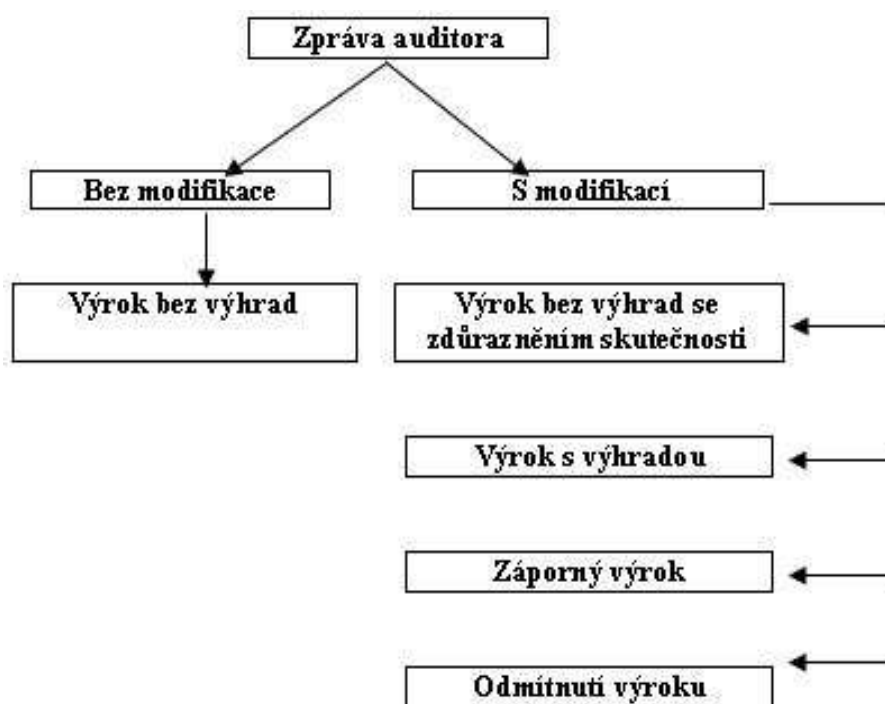 Zpráva auditora
Bez modifikace
S modifikací
Výrok bez výhrad
Výrok bez výhrad se
zdůrazněním skutečnosti
Výrok s výhradou
Záporný výrok
Odmítnutí výroku